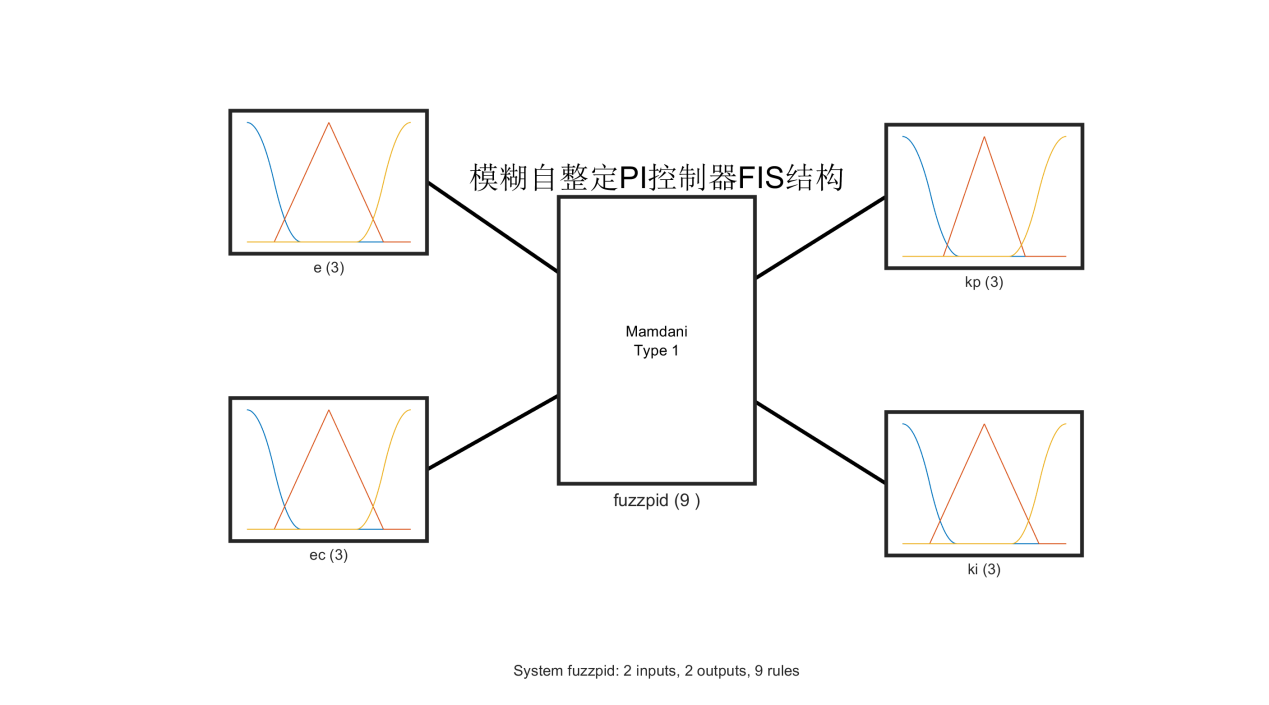 模糊自整定PI控制器FIS结构
e (3)
kp (3)
Mamdani
Type 1
fuzzpid (9 )
ec (3)
ki (3)
System fuzzpid: 2 inputs, 2 outputs, 9 rules